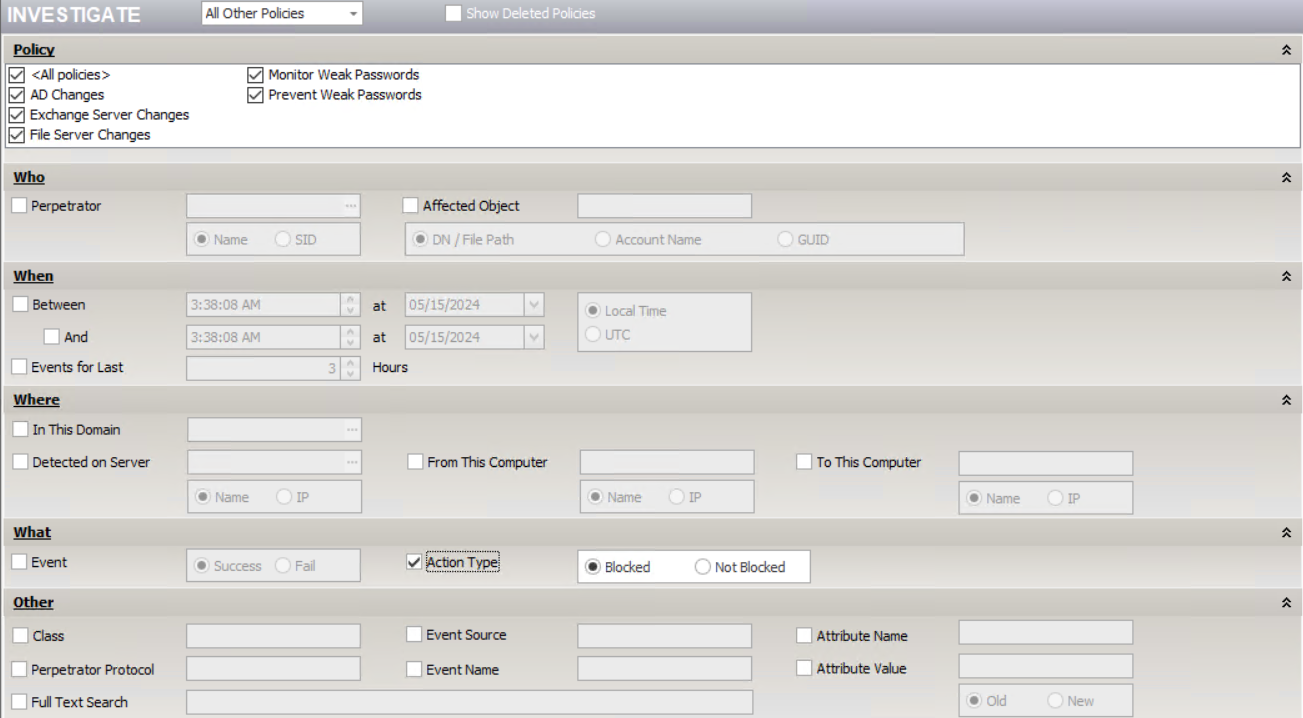 INVESTIGATE All Other Policies Show Deleted Policies
Policy
<All policies> Monitor Weak Passwords
AD Changes Prevent Weak Passwords
Exchange Server Changes
File Server Changes
Who
Perpetrator ... Affected Object
Name SID DN / File Path Account Name GUID
When
Between 3:38:08 AM at 05/15/2024 Local Time
And 3:38:08 AM at 05/15/2024 UTC
Events for Last 3 Hours
Where
In This Domain ...
Detected on Server ... From This Computer To This Computer
Name IP Name IP Name IP
What
Event Success Fail Action Type Blocked Not Blocked
Other
Class Event Source Attribute Name
Perpetrator Protocol Event Name Attribute Value
Full Text Search Old New